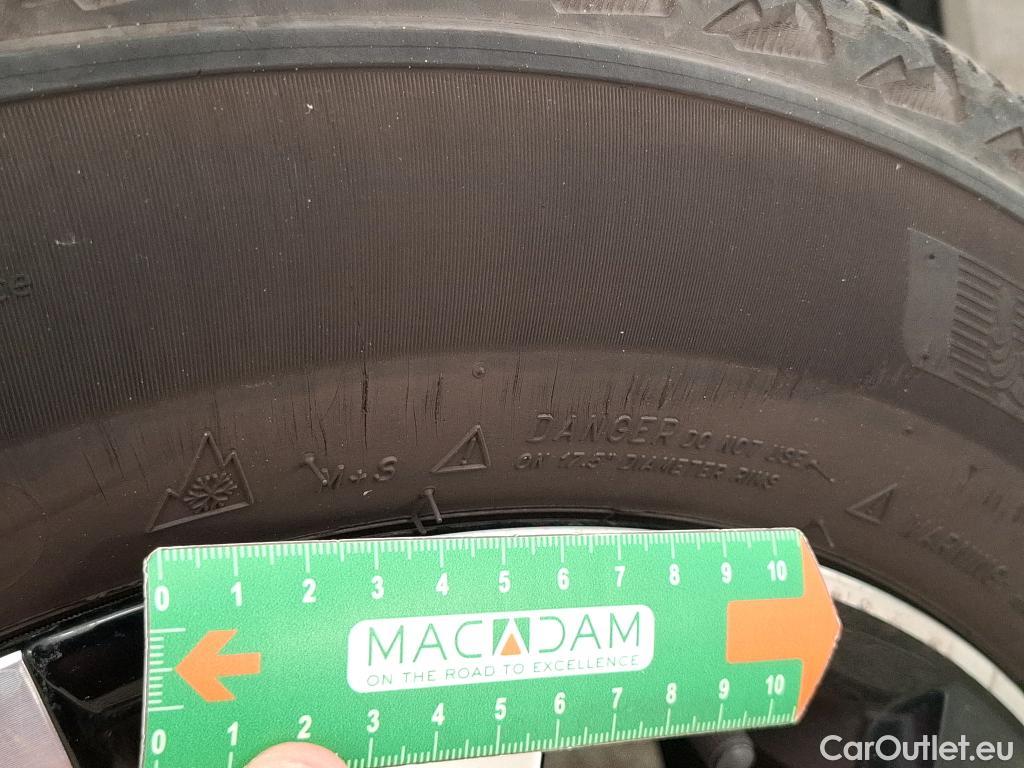 M+S
DANGER DO NOT USE
ON 17.5" DIAMETER RIMS
WARNING
0 1 2 3 4 5 6 7 8 9 10
MACADAM
ON THE ROAD TO EXCELLENCE
0 1 2 3 4 5 6 7 8 9 10
CarOutlet.eu